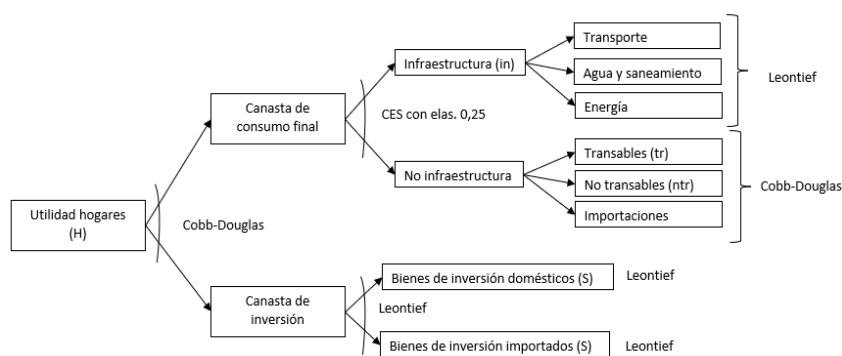 Utilidad hogares
(H)
Cobb-Douglas
Canasta de
consumo final
CES con elas. 0,25
Infraestructura (in)
Transporte
Agua y saneamiento
Energía
Leontief
No infraestructura
Transables (tr)
No transables (ntr)
Importaciones
Cobb-Douglas
Canasta de
inversión
Leontief
Bienes de inversión domésticos (S)
Leontief
Bienes de inversión importados (S)
Leontief